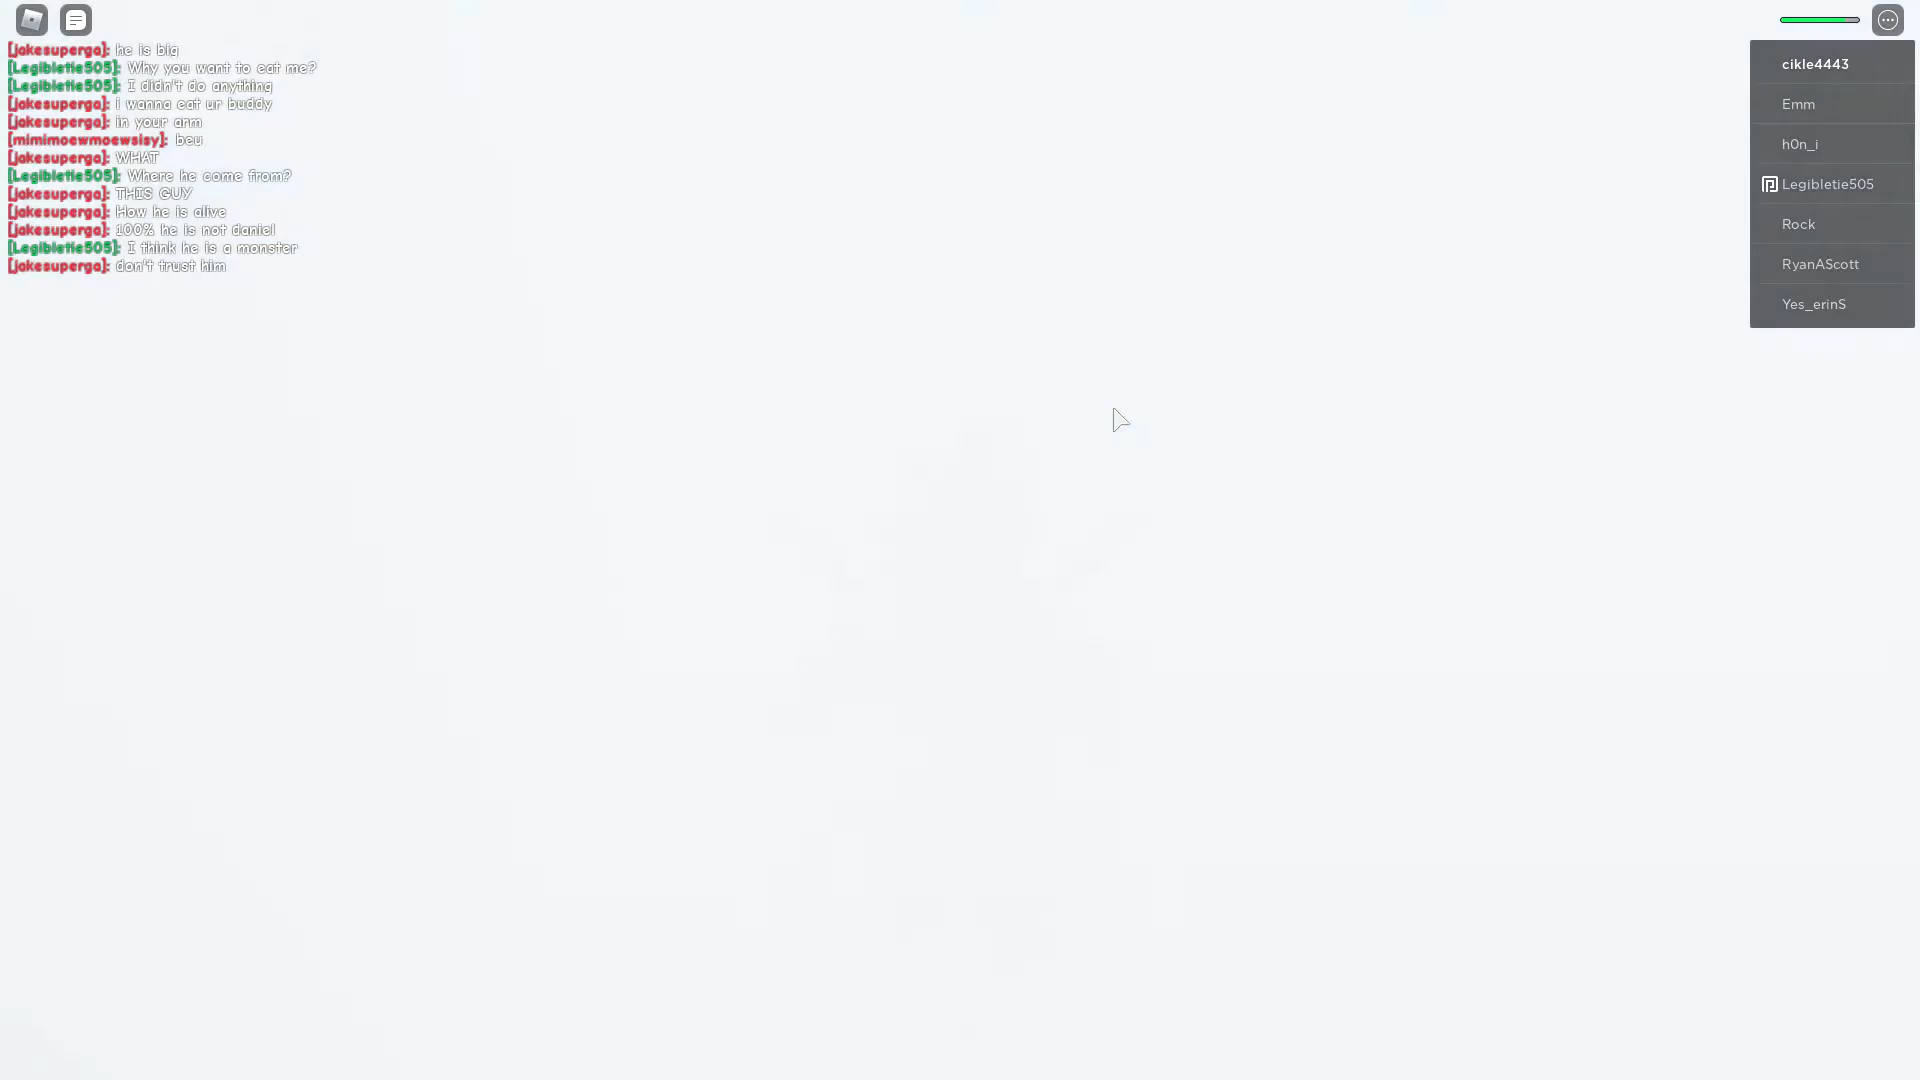 [jakesuperga]: he is big
[Legibletie505]: Why you want to eat me?
[Legibletie505]: I didn't do anything
[jakesuperga]: i wanna eat ur buddy
[jakesuperga]: in your arm
[mimimoewmoewsisy]: beu
[jakesuperga]: WHAT
[Legibletie505]: Where he come from?
[jakesuperga]: THIS GUY
[jakesuperga]: How he is alive
[jakesuperga]: 100% he is not daniel
[Legibletie505]: I think he is a monster
[jakesuperga]: don't trust him
cikle4443
Emm
h0n_i
Legibletie505
Rock
RyanAScott
Yes_erinS